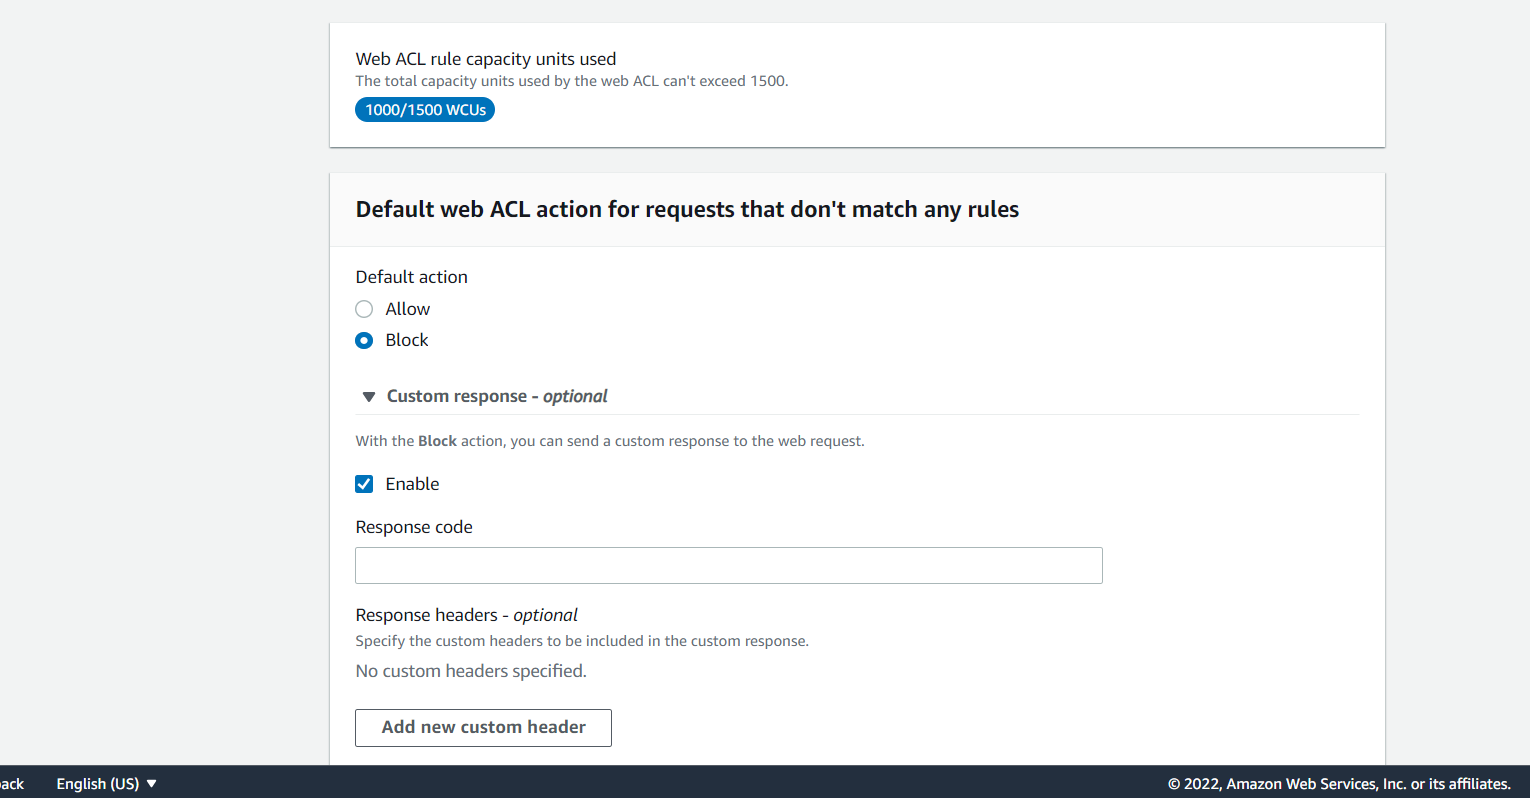 Web ACL rule capacity units used
The total capacity units used by the web ACL can't exceed 1500.
1000/1500 WCUs
Default web ACL action for requests that don't match any rules
Default action
Allow
Block
Custom response - optional
With the Block action, you can send a custom response to the web request.
Enable
Response code
Response headers - optional
Specify the custom headers to be included in the custom response.
No custom headers specified.
Add new custom header
ack English (US) © 2022, Amazon Web Services, Inc. or its affiliates.